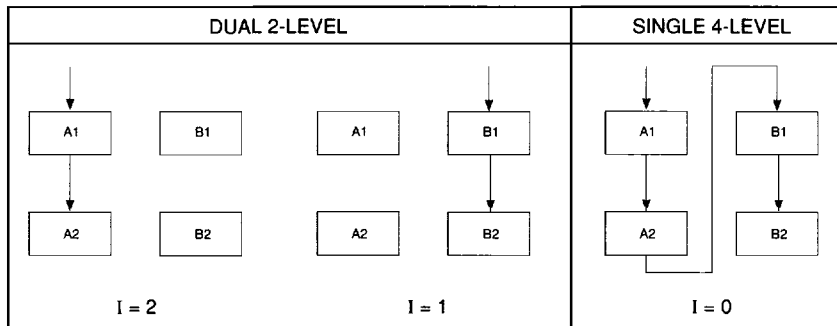 DUAL 2-LEVEL SINGLE 4-LEVEL
A1 B1 A1 B1 A1 B1
A2 B2 A2 B2 A2 B2
I = 2 I = 1 I = 0